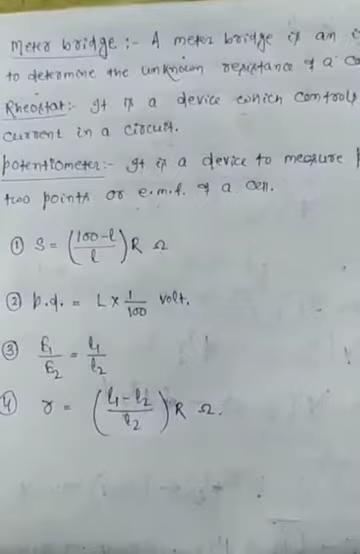 Meter bridge :- A meter bridge is an
to determine the unknown resistance of a
Rheostat:- It is a device which controls
current in a circuit.
Potentiometer:- It is a device to measure
two points or e.m.f. of a cell.
① S = (100-l/l) R Ω
② p.d. = L × 1/100 volt.
③ E₁/E₂ = l₁/l₂
④ r = (l₁-l₂/l₂) R Ω.